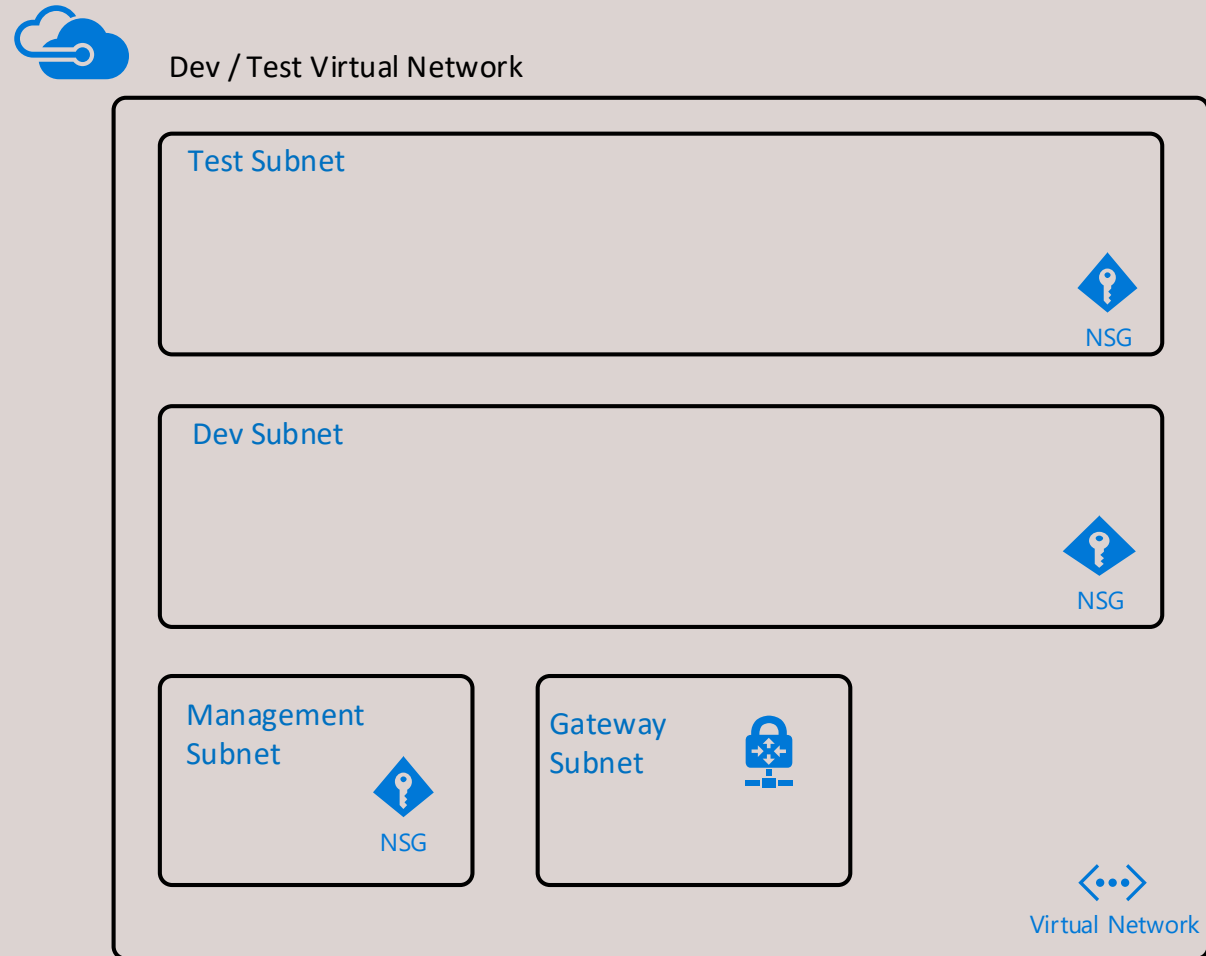 Dev / Test Virtual Network
Test Subnet
NSG
Dev Subnet
NSG
Management
Subnet
NSG
Gateway
Subnet
Virtual Network